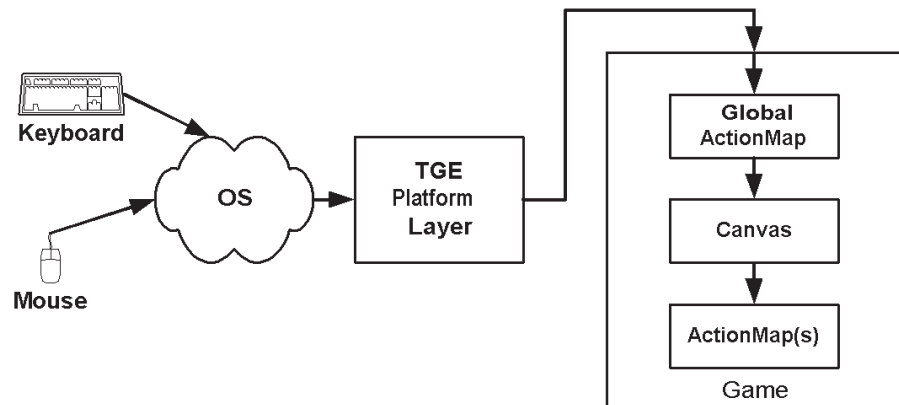 Keyboard
Mouse
OS
TGE
Platform
Layer
Global
ActionMap
Canvas
ActionMap(s)
Game